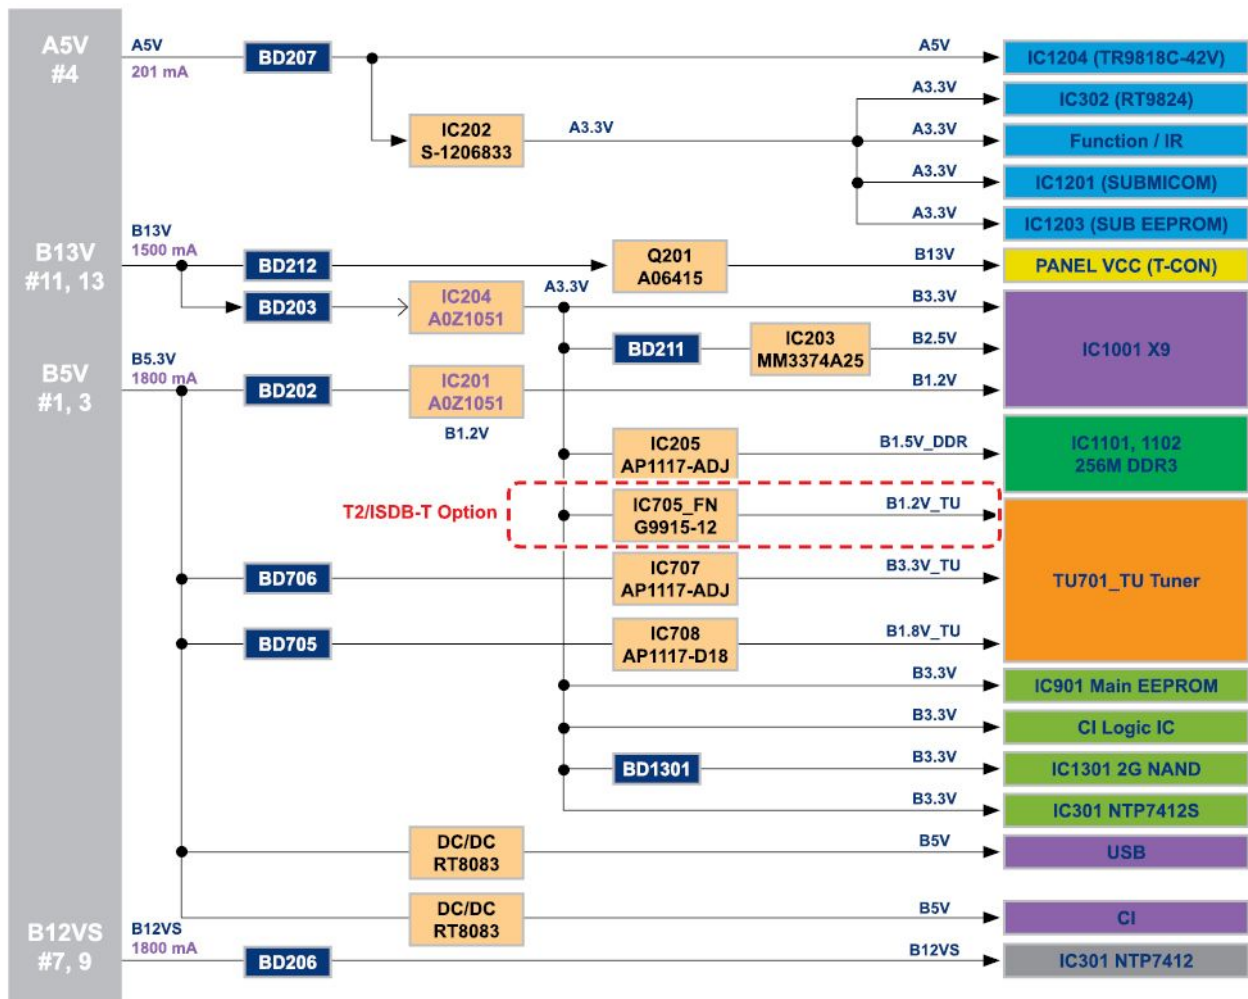 A5V
#4
A5V
201 mA
BD207
A5V
IC1204 (TR9818C-42V)
IC202
S-1206833
A3.3V
A3.3V
IC302 (RT9824)
A3.3V
Function / IR
A3.3V
IC1201 (SUBMICOM)
A3.3V
IC1203 (SUB EEPROM)
B13V
#11, 13
B13V
1500 mA
BD212
Q201
A06415
B13V
PANEL VCC (T-CON)
BD203
IC204
A0Z1051
A3.3V
B3.3V
BD211
IC203
MM3374A25
B2.5V
IC1001 X9
B5V
#1, 3
B5.3V
1800 mA
BD202
IC201
A0Z1051
B1.2V
B1.2V
IC205
AP1117-ADJ
B1.5V_DDR
IC1101, 1102
256M DDR3
T2/ISDB-T Option
IC705_FN
G9915-12
B1.2V_TU
BD706
IC707
AP1117-ADJ
B3.3V_TU
TU701_TU Tuner
BD705
IC708
AP1117-D18
B1.8V_TU
B3.3V
IC901 Main EEPROM
B3.3V
CI Logic IC
BD1301
B3.3V
IC1301 2G NAND
B3.3V
IC301 NTP7412S
DC/DC
RT8083
B5V
USB
DC/DC
RT8083
B5V
CI
B12VS
#7, 9
B12VS
1800 mA
BD206
B12VS
IC301 NTP7412